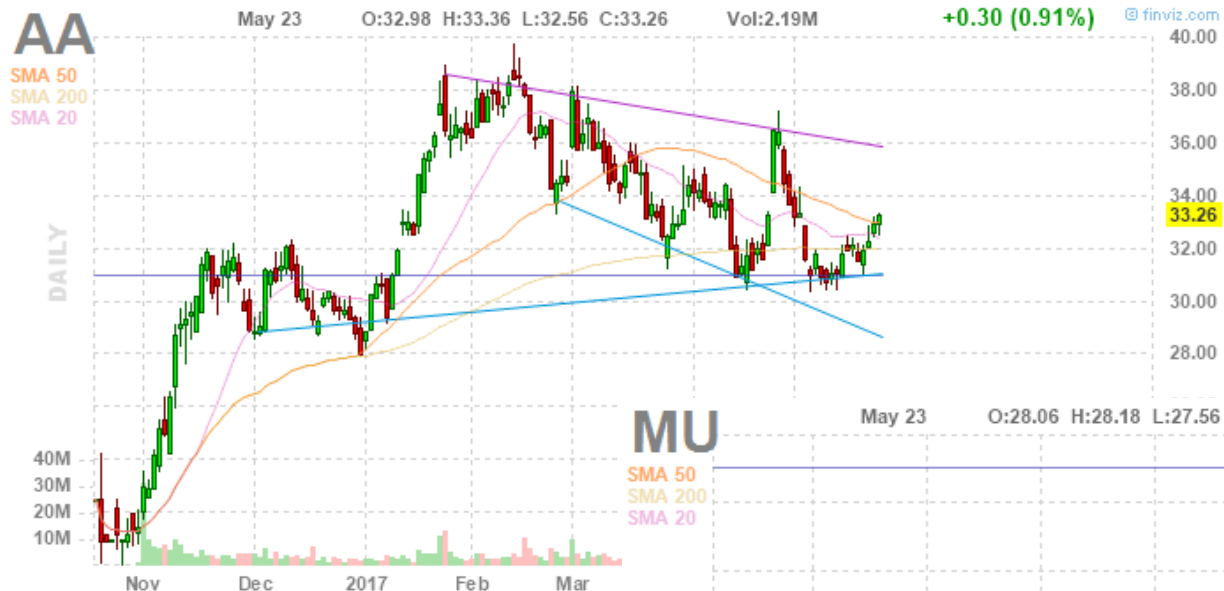 AA May 23 O:32.98 H:33.36 L:32.56 C:33.26 Vol:2.19M +0.30 (0.91%) © finviz.com
SMA 50
SMA 200
SMA 20
DAILY
40.00
38.00
36.00
34.00
33.26
32.00
30.00
28.00
40M
30M
20M
10M
Nov Dec 2017 Feb Mar
MU May 23 O:28.06 H:28.18 L:27.56
SMA 50
SMA 200
SMA 20